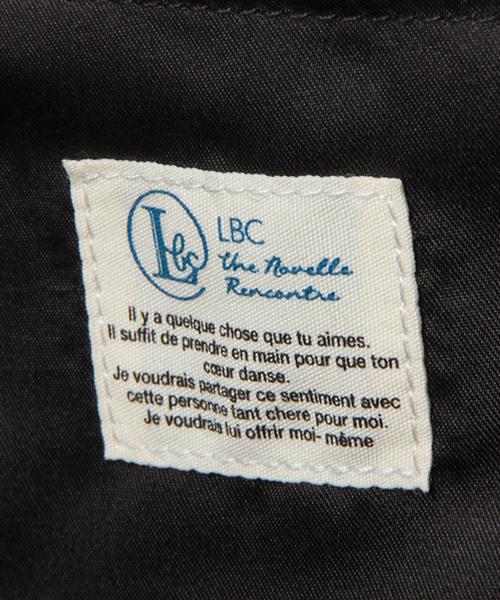 Lbc
LBC
Une Novelle
Rencontre
Il y a quelque chose que tu aimes.
Il suffit de prendre en main pour que ton
cœur danse.
Je voudrais partager ce sentiment avec
cette personne tant cheré pour moi.
Je voudrais lui offrir moi- même